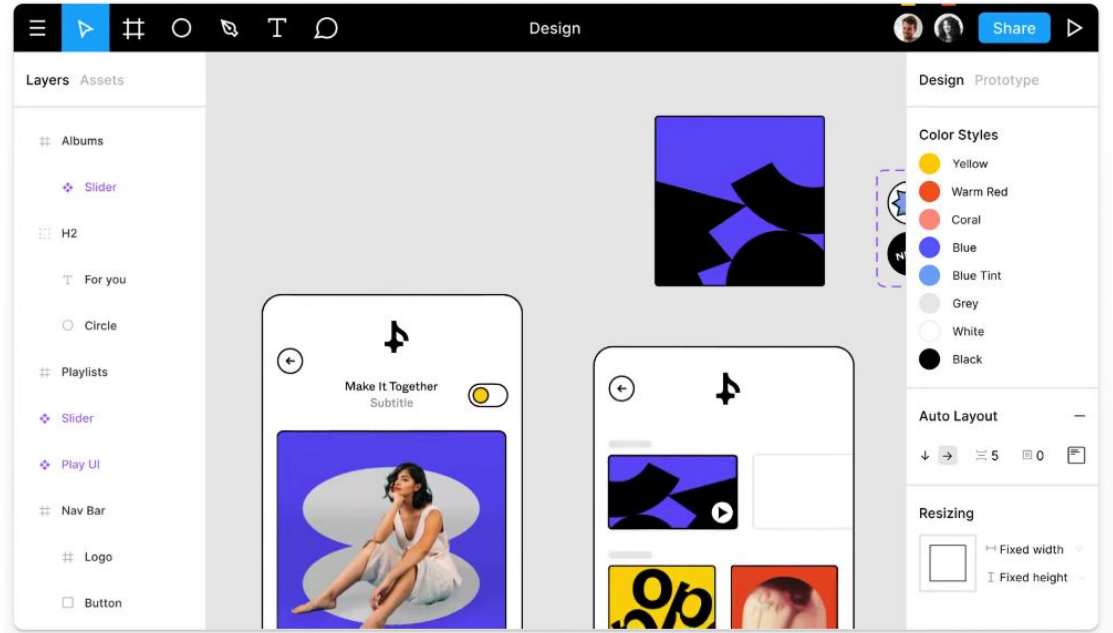 Design
Share
Layers Assets
Albums
Slider
H2
For you
Circle
Playlists
Slider
Play UI
Nav Bar
Logo
Button
Make It Together
Subtitle
op
Design Prototype
Color Styles
Yellow
Warm Red
Coral
Blue
Blue Tint
Grey
White
Black
Auto Layout
5 0
Resizing
Fixed width
Fixed height